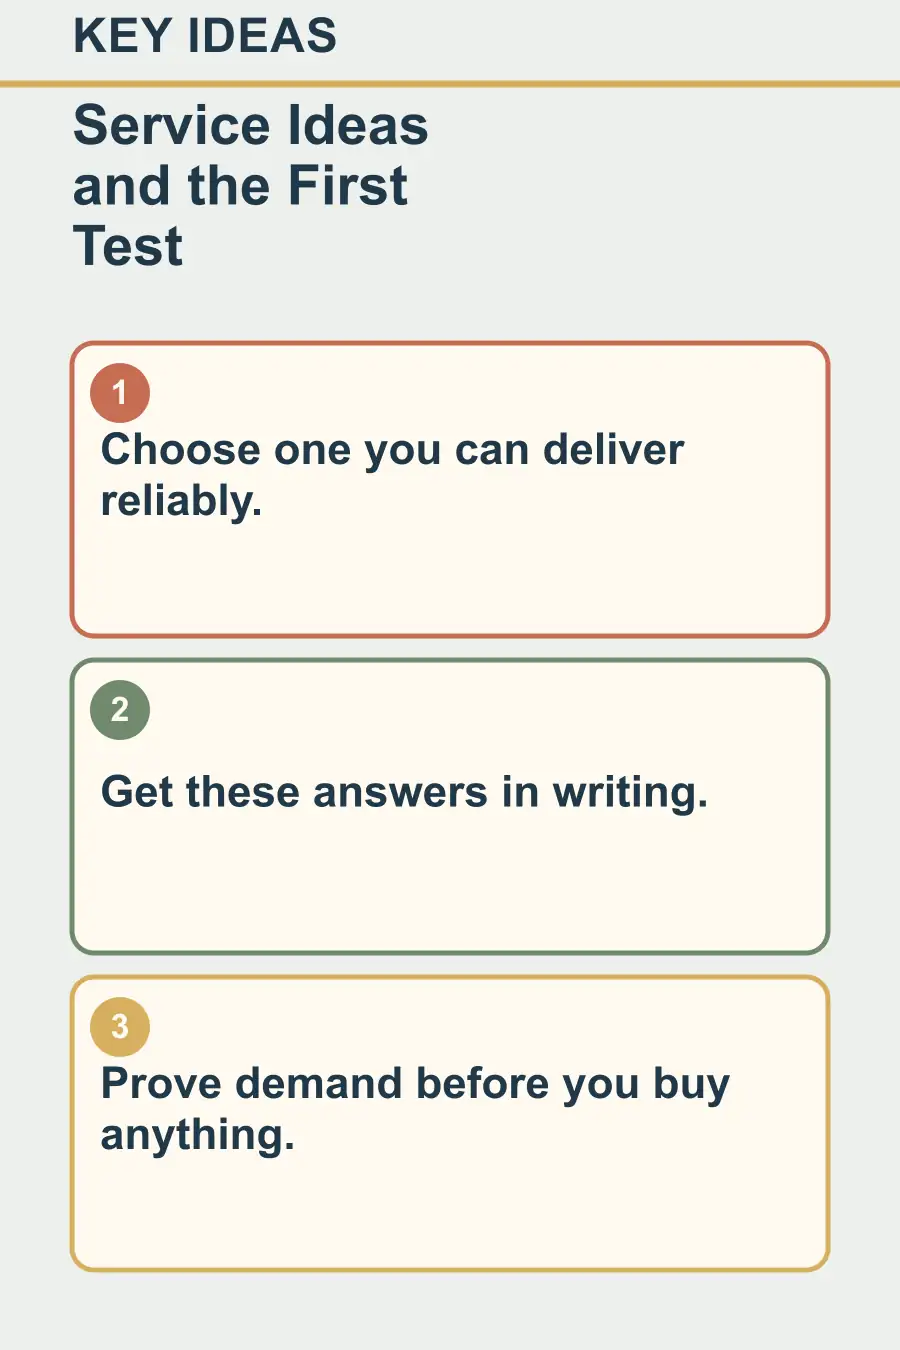 KEY IDEAS
Service Ideas
and the First
Test
1
Choose one you can deliver
reliably.
2
Get these answers in writing.
3
Prove demand before you buy
anything.